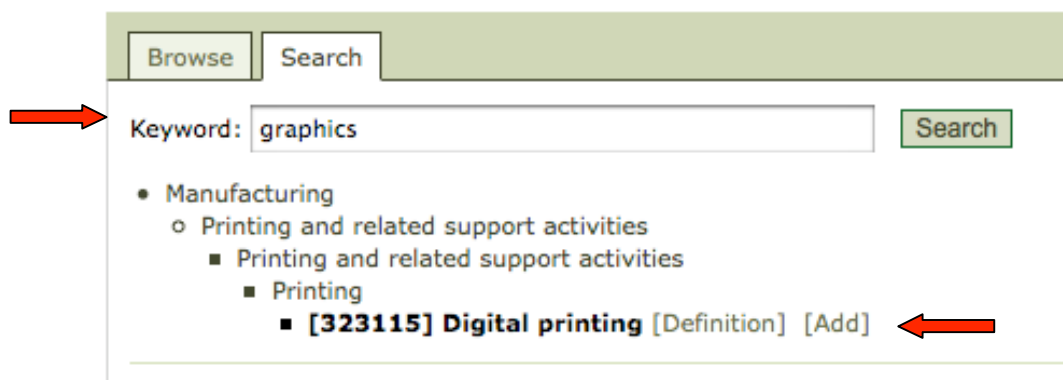 Browse Search
Keyword: graphics Search
Manufacturing
Printing and related support activities
Printing and related support activities
Printing
[323115] Digital printing [Definition] [Add]